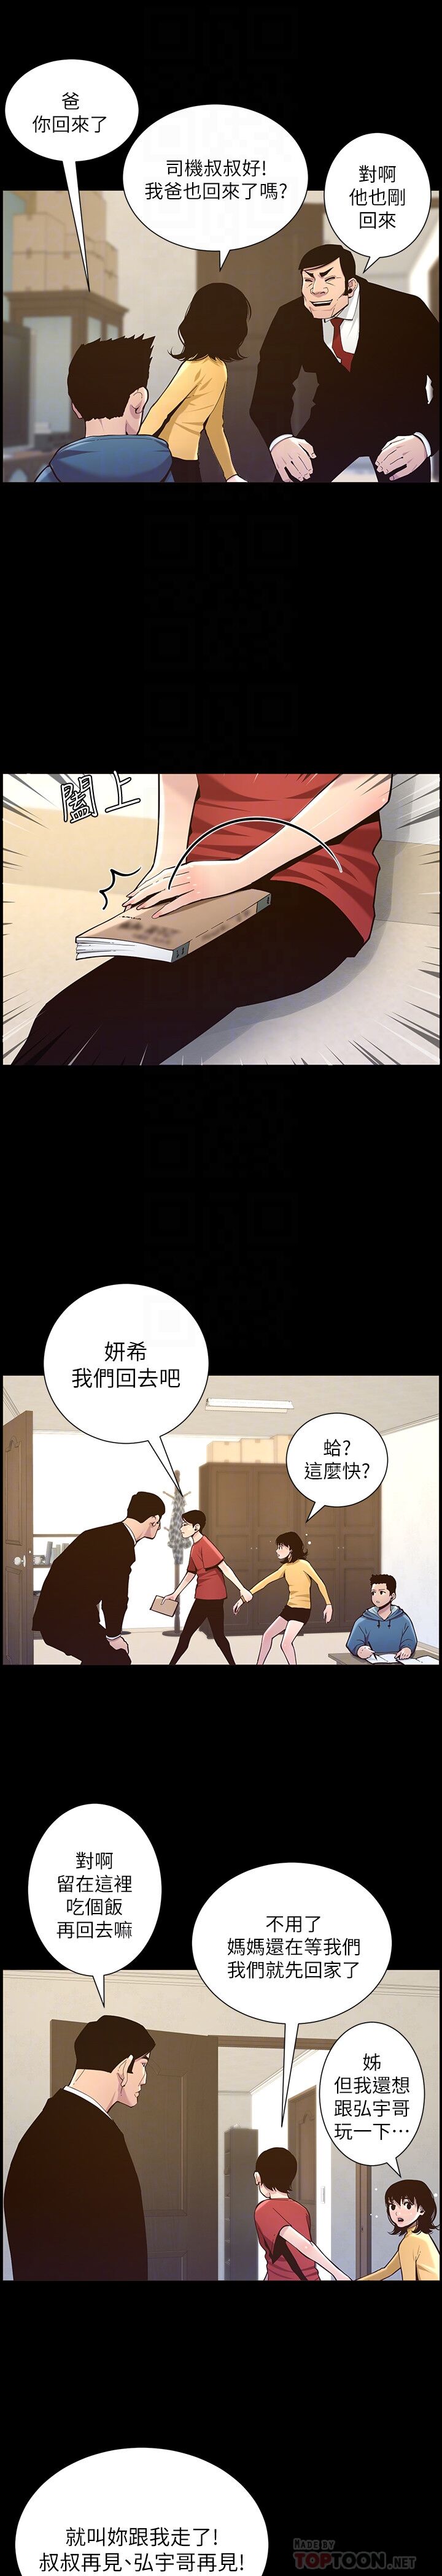 爸
你回來了
司機叔叔好!
我爸也回來了嗎?
對啊
他也剛
回來
闔上
妍希
我們回去吧
蛤?
這麼快?
對啊
留在這裡
吃個飯
再回去嘛
不用了
媽媽還在等我們
我們就先回家了
姊
但我還想
跟弘宇哥
玩一下…
就叫妳跟我走了!
叔叔再見、弘宇哥再見!
MADE BY
TOPTOON.NET